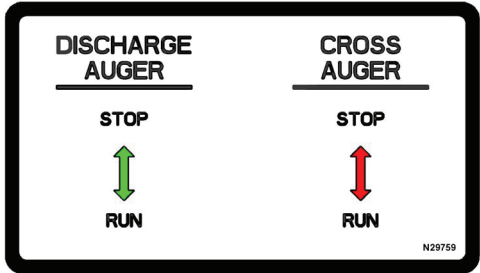 DISCHARGE
AUGER
STOP
RUN
CROSS
AUGER
STOP
RUN
N29759